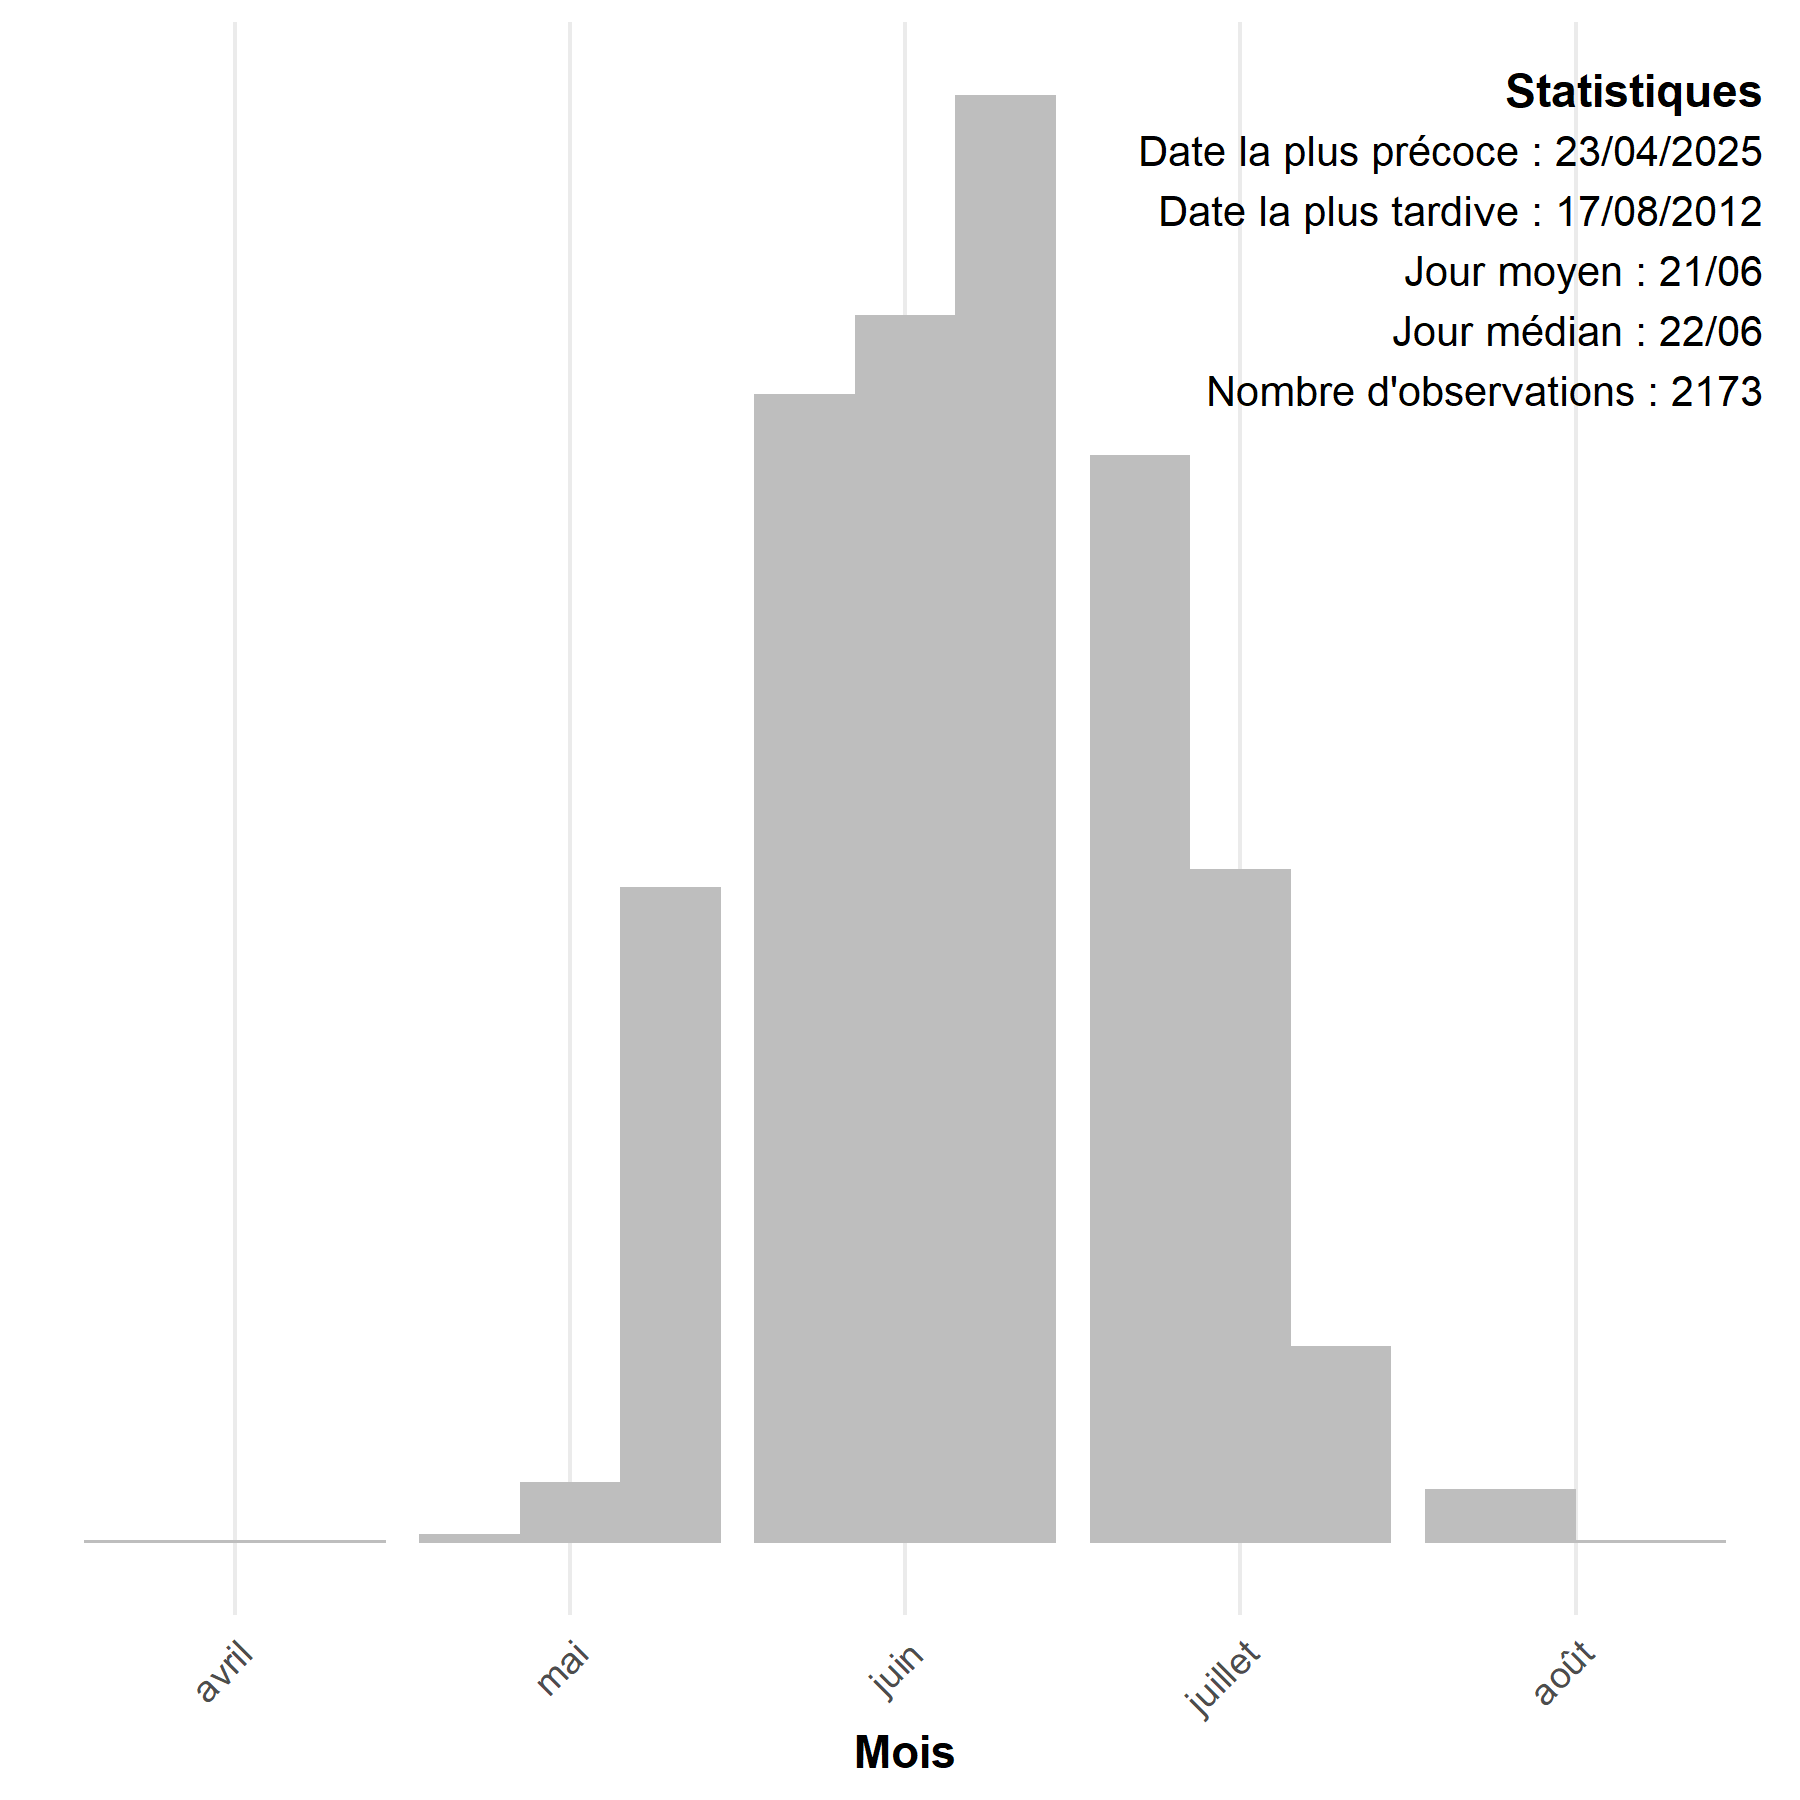 Statistiques
Date la plus précoce : 23/04/2025
Date la plus tardive : 17/08/2012
Jour moyen : 21/06
Jour médian : 22/06
Nombre d'observations : 2173
avril
mai
juin
juillet
août
Mois